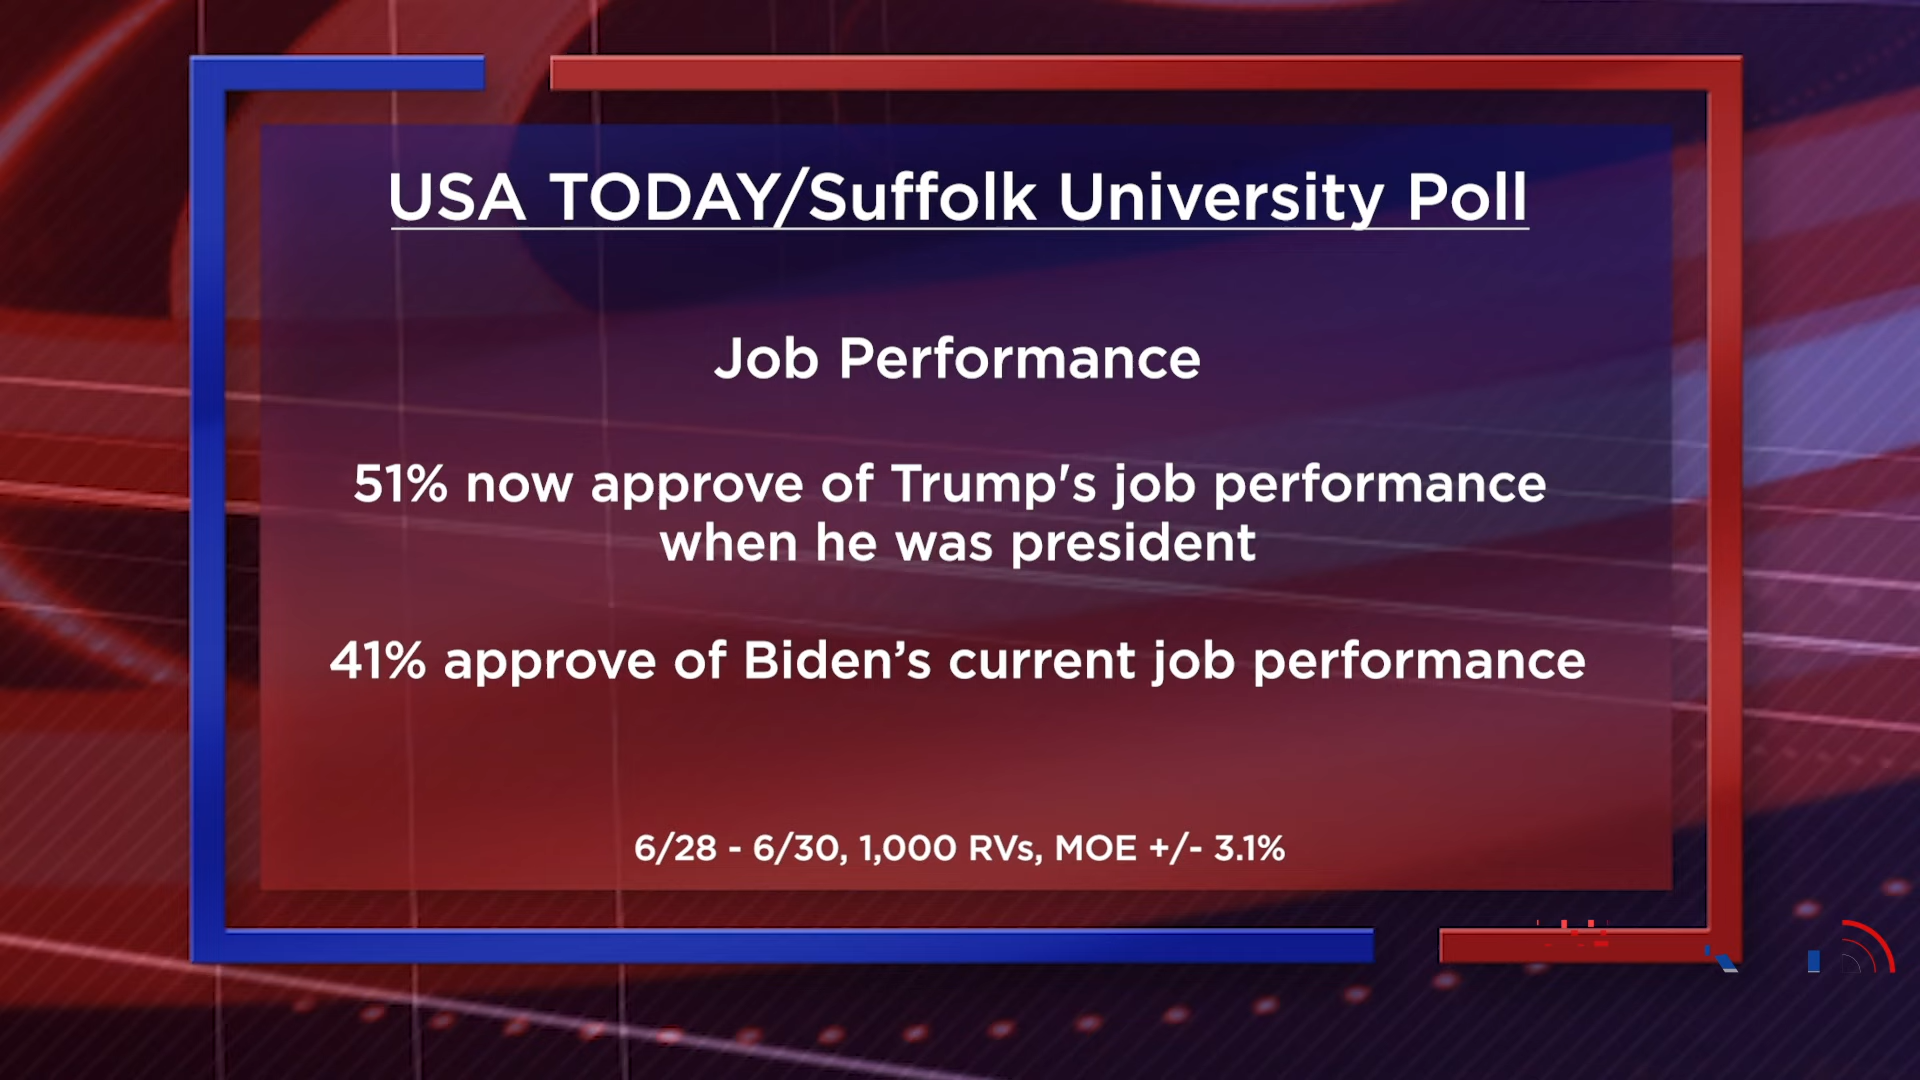 USA TODAY/Suffolk University Poll
Job Performance
51% now approve of Trump's job performance
when he was president
41% approve of Biden’s current job performance
6/28 - 6/30, 1,000 RVs, MOE +/- 3.1%